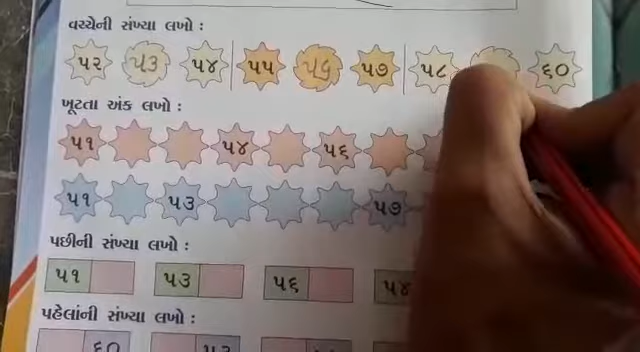 વચ્ચેની સંખ્યા લખો :
૫૨ ૫૩ ૫૪ ૫૫ ૫૬ ૫૭ ૫૮ ૬૦
ખૂટતા અંક લખો :
૫૧ ૫૪ ૫૬
૫૧ ૫૩ ૫૭
પછીની સંખ્યા લખો :
૫૧ ૫૩ ૫૬ ૫૪
પહેલાંની સંખ્યા લખો :
૬૦